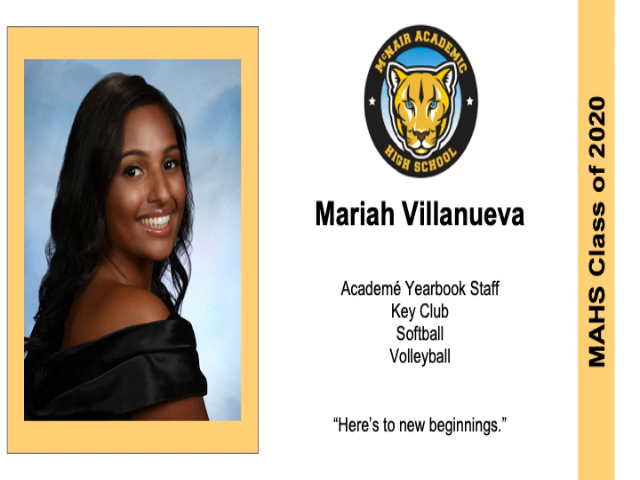 McNAIR ACADEMIC
HIGH SCHOOL
Mariah Villanueva
Academé Yearbook Staff
Key Club
Softball
Volleyball
“Here’s to new beginnings.”
MAHS Class of 2020